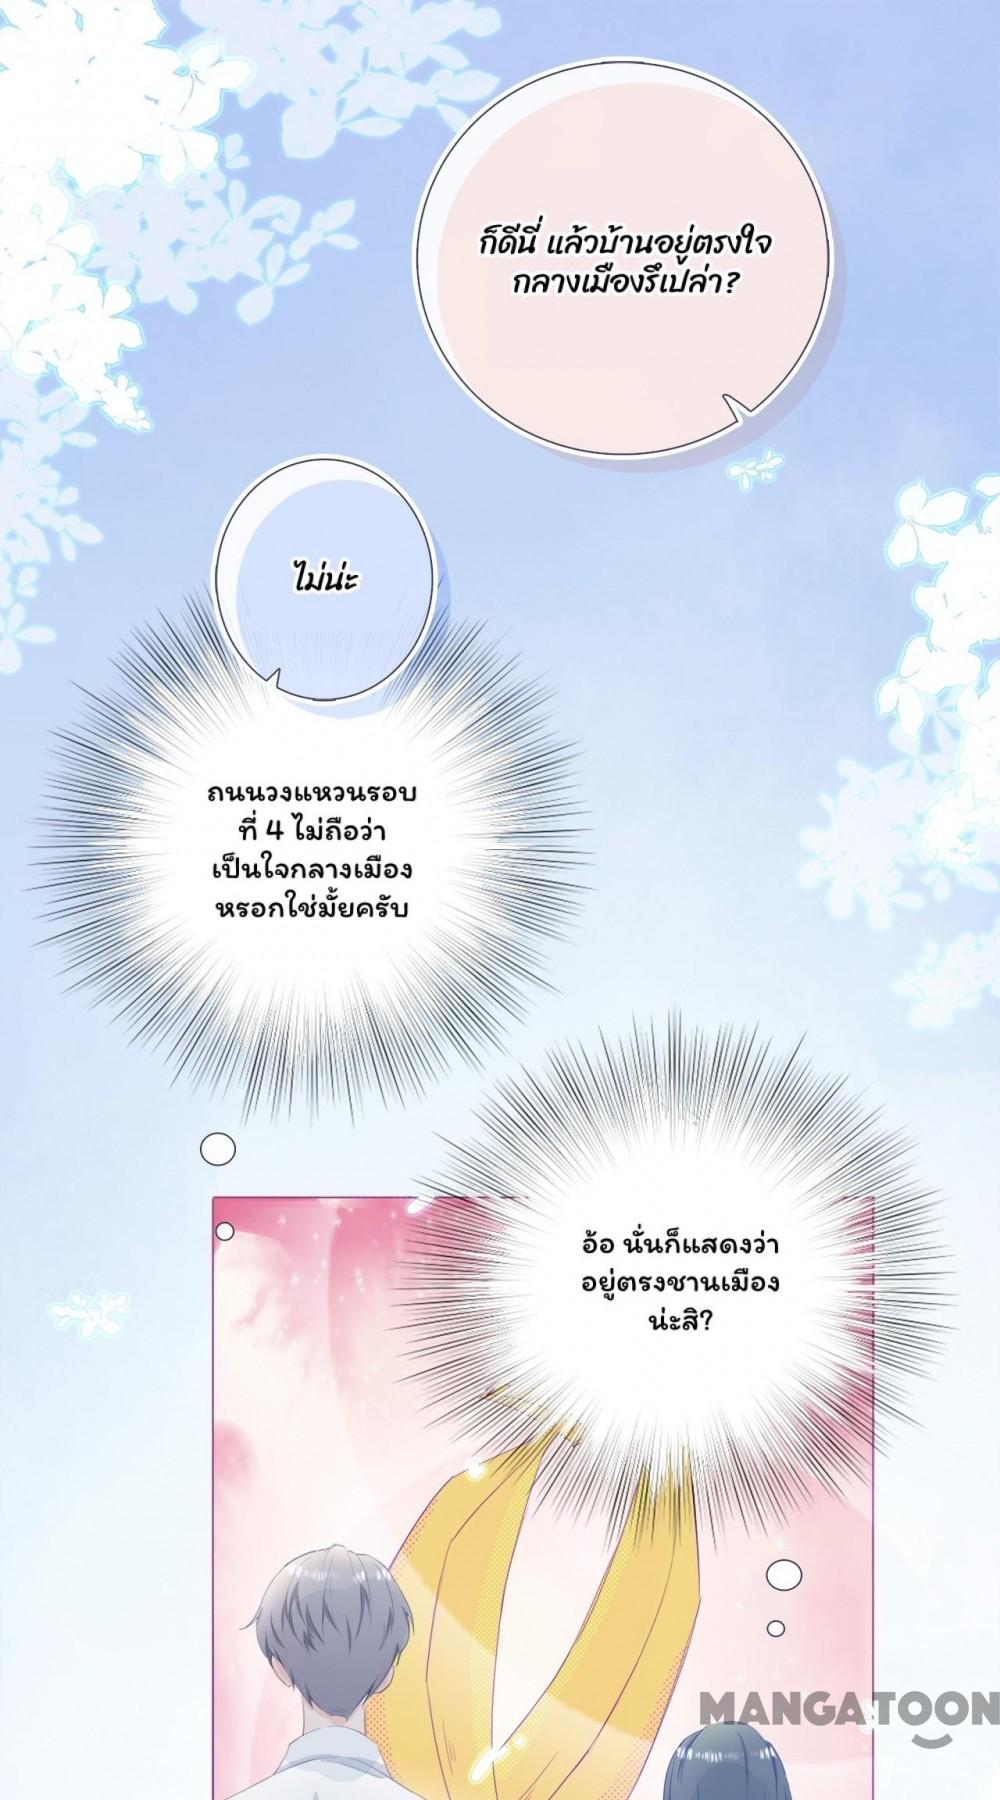 ก็ดีนี่ แล้วบ้านอยู่ตรงใจ
กลางเมืองรึเปล่า?
ไม่น่ะ
ถนนวงแหวนรอบ
ที่ 4 ไม่ถือว่า
เป็นใจกลางเมือง
หรอกใช่มั้ยครับ
อ้อ นั่นก็แสดงว่า
อยู่ตรงชานเมือง
น่ะสิ?
MANGATOON